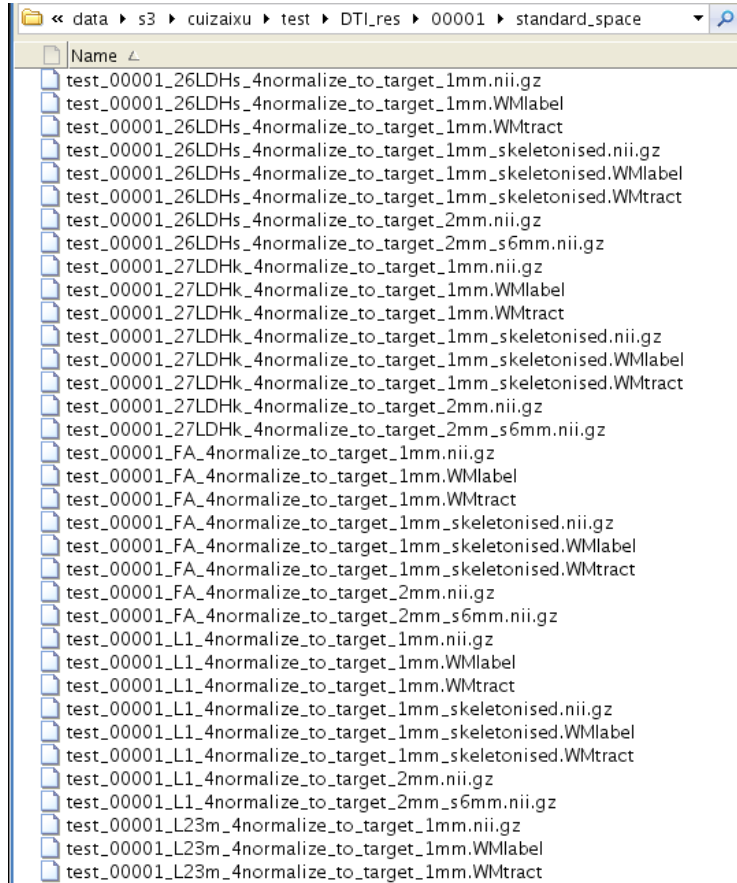 « data ▸ s3 ▸ cuizaixu ▸ test ▸ DTI_res ▸ 00001 ▸ standard_space
Name
test_00001_26LDHs_4normalize_to_target_1mm.nii.gz
test_00001_26LDHs_4normalize_to_target_1mm.WMlabel
test_00001_26LDHs_4normalize_to_target_1mm.WMtract
test_00001_26LDHs_4normalize_to_target_1mm_skeletonised.nii.gz
test_00001_26LDHs_4normalize_to_target_1mm_skeletonised.WMlabel
test_00001_26LDHs_4normalize_to_target_1mm_skeletonised.WMtract
test_00001_26LDHs_4normalize_to_target_2mm.nii.gz
test_00001_26LDHs_4normalize_to_target_2mm_s6mm.nii.gz
test_00001_27LDHk_4normalize_to_target_1mm.nii.gz
test_00001_27LDHk_4normalize_to_target_1mm.WMlabel
test_00001_27LDHk_4normalize_to_target_1mm.WMtract
test_00001_27LDHk_4normalize_to_target_1mm_skeletonised.nii.gz
test_00001_27LDHk_4normalize_to_target_1mm_skeletonised.WMlabel
test_00001_27LDHk_4normalize_to_target_1mm_skeletonised.WMtract
test_00001_27LDHk_4normalize_to_target_2mm.nii.gz
test_00001_27LDHk_4normalize_to_target_2mm_s6mm.nii.gz
test_00001_FA_4normalize_to_target_1mm.nii.gz
test_00001_FA_4normalize_to_target_1mm.WMlabel
test_00001_FA_4normalize_to_target_1mm.WMtract
test_00001_FA_4normalize_to_target_1mm_skeletonised.nii.gz
test_00001_FA_4normalize_to_target_1mm_skeletonised.WMlabel
test_00001_FA_4normalize_to_target_1mm_skeletonised.WMtract
test_00001_FA_4normalize_to_target_2mm.nii.gz
test_00001_FA_4normalize_to_target_2mm_s6mm.nii.gz
test_00001_L1_4normalize_to_target_1mm.nii.gz
test_00001_L1_4normalize_to_target_1mm.WMlabel
test_00001_L1_4normalize_to_target_1mm.WMtract
test_00001_L1_4normalize_to_target_1mm_skeletonised.nii.gz
test_00001_L1_4normalize_to_target_1mm_skeletonised.WMlabel
test_00001_L1_4normalize_to_target_1mm_skeletonised.WMtract
test_00001_L1_4normalize_to_target_2mm.nii.gz
test_00001_L1_4normalize_to_target_2mm_s6mm.nii.gz
test_00001_L23m_4normalize_to_target_1mm.nii.gz
test_00001_L23m_4normalize_to_target_1mm.WMlabel
test_00001_L23m_4normalize_to_target_1mm.WMtract